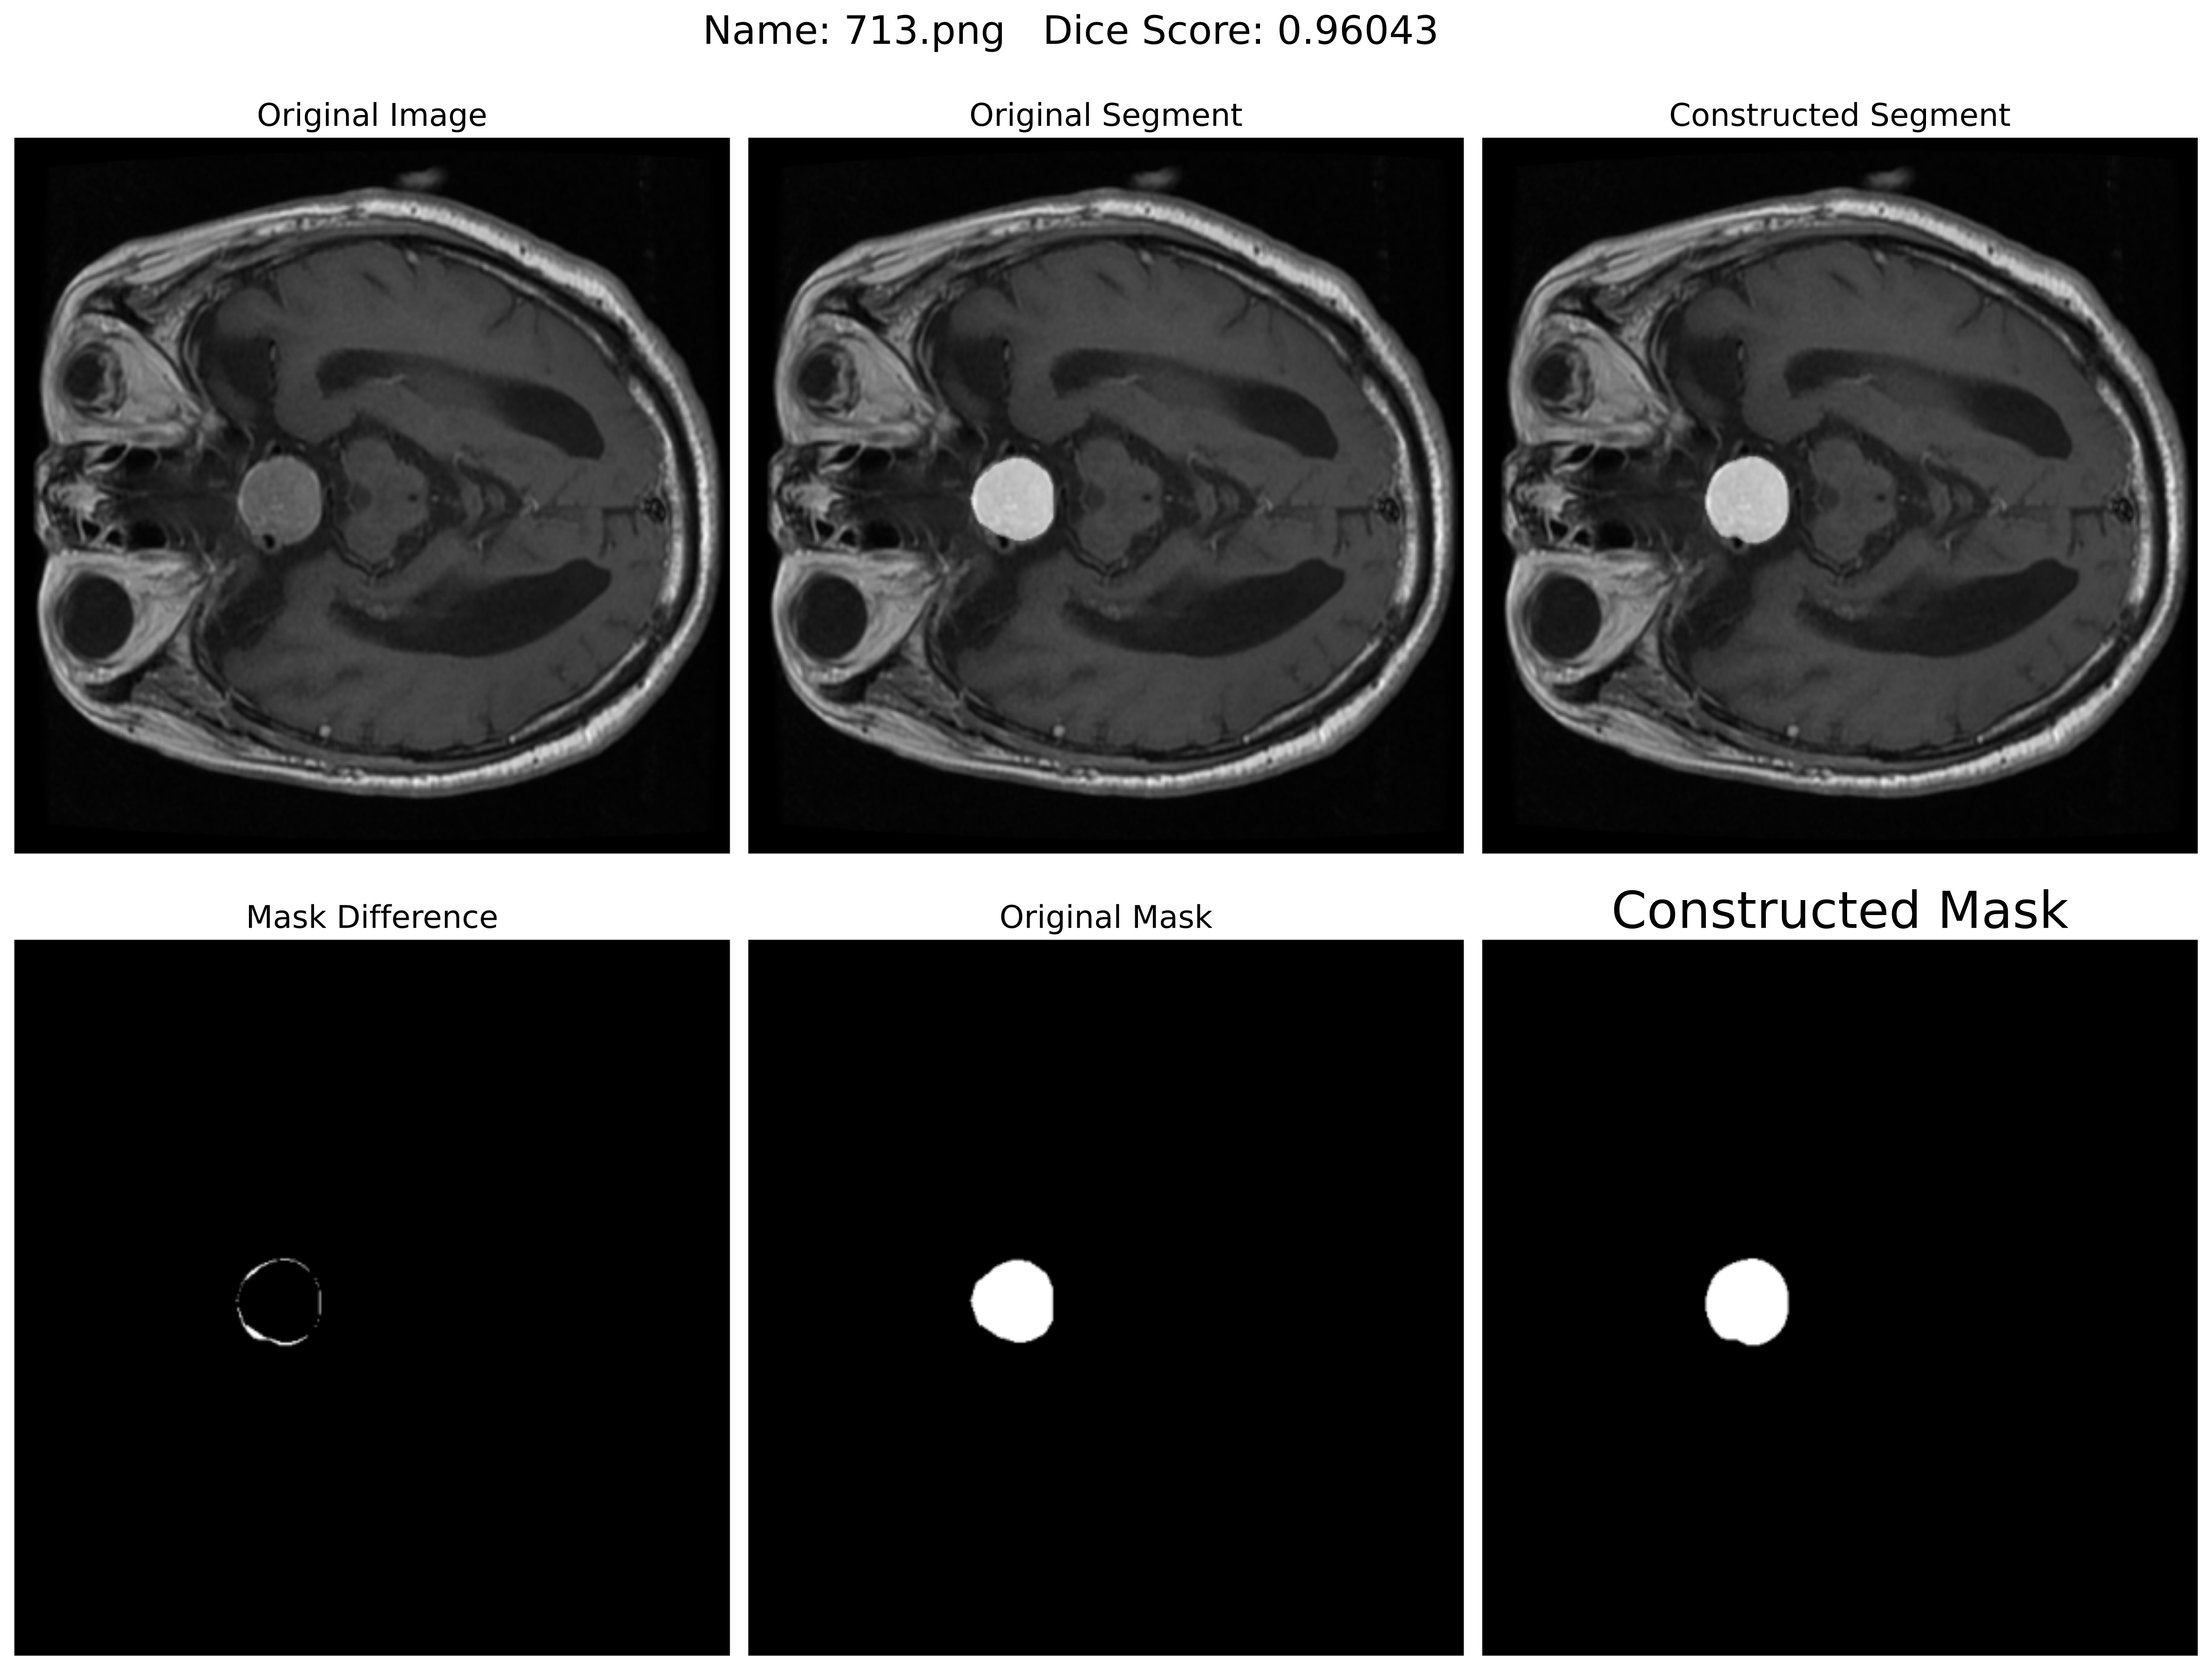 Name: 713.png   Dice Score: 0.96043
Original Image
Original Segment
Constructed Segment
Mask Difference
Original Mask
Constructed Mask